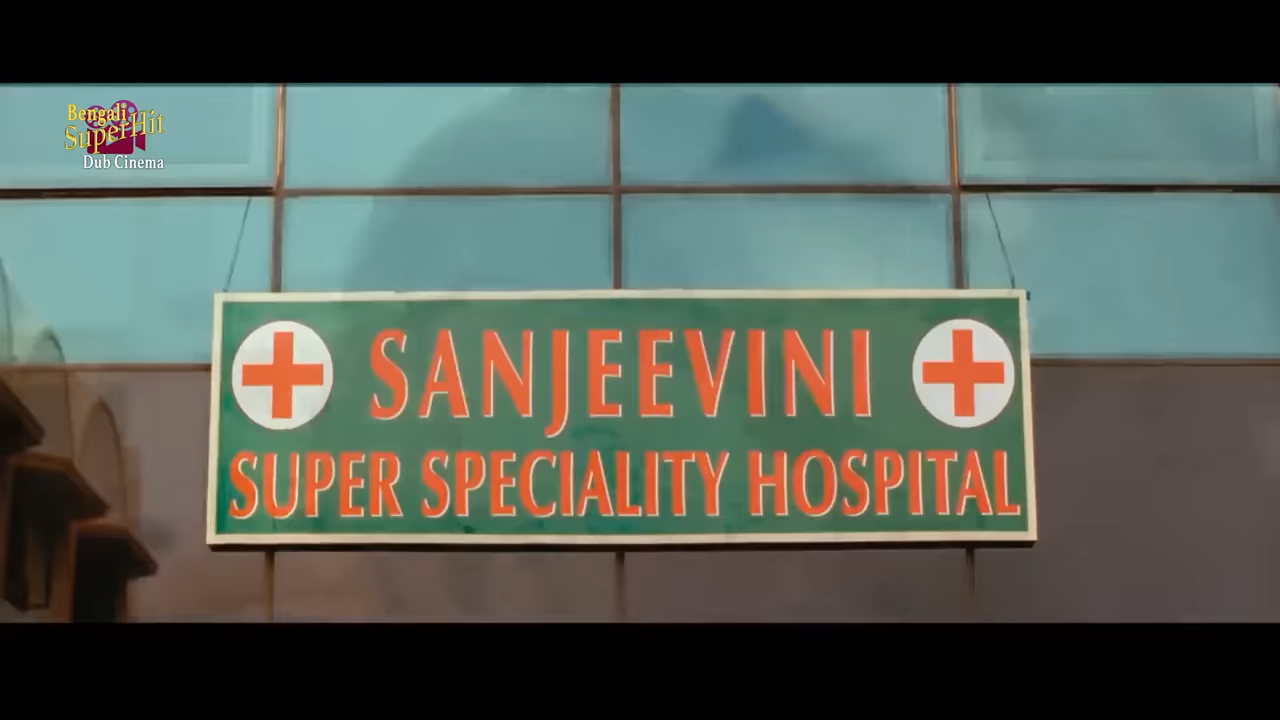 Bengali
SuperHit
Dub Cinema
SANJEEVINI
SUPER SPECIALITY HOSPITAL